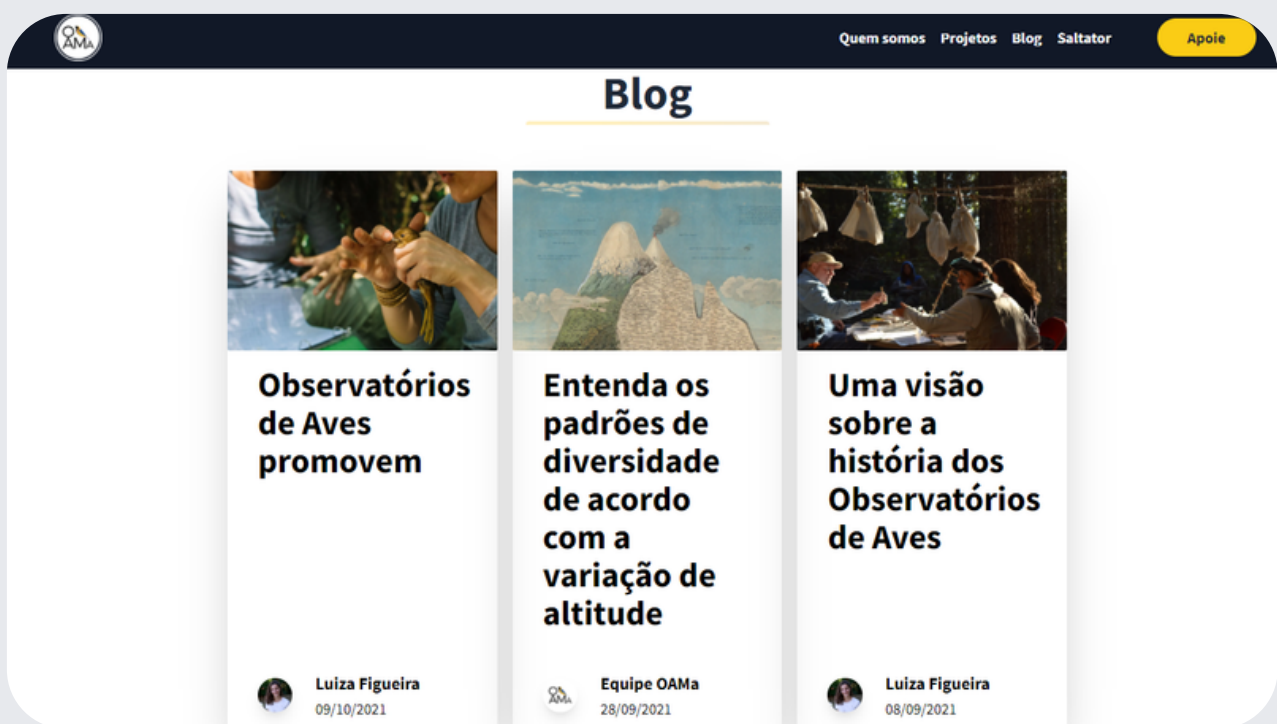 OAMa
Quem somos Projetos Blog Saltator Apoie
Blog
Observatórios
de Aves
promovem
Entenda os
padrões de
diversidade
de acordo
com a
variação de
altitude
Uma visão
sobre a
história dos
Observatórios
de Aves
Luiza Figueira
09/10/2021
OAMa
Equipe OAMa
28/09/2021
Luiza Figueira
08/09/2021